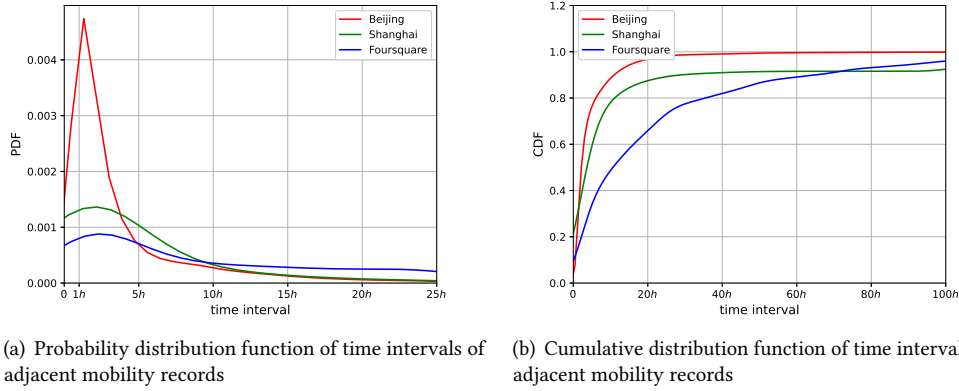 Beijing
Shanghai
Foursquare
PDF
0.004
0.003
0.002
0.001
0.000
0 1h 5h 10h 15h 20h 25h
time interval
(a) Probability distribution function of time intervals of
adjacent mobility records
Beijing
Shanghai
Foursquare
CDF
1.2
1.0
0.8
0.6
0.4
0.2
0.0
0 20h 40h 60h 80h 100h
time interval
(b) Cumulative distribution function of time interval
adjacent mobility records